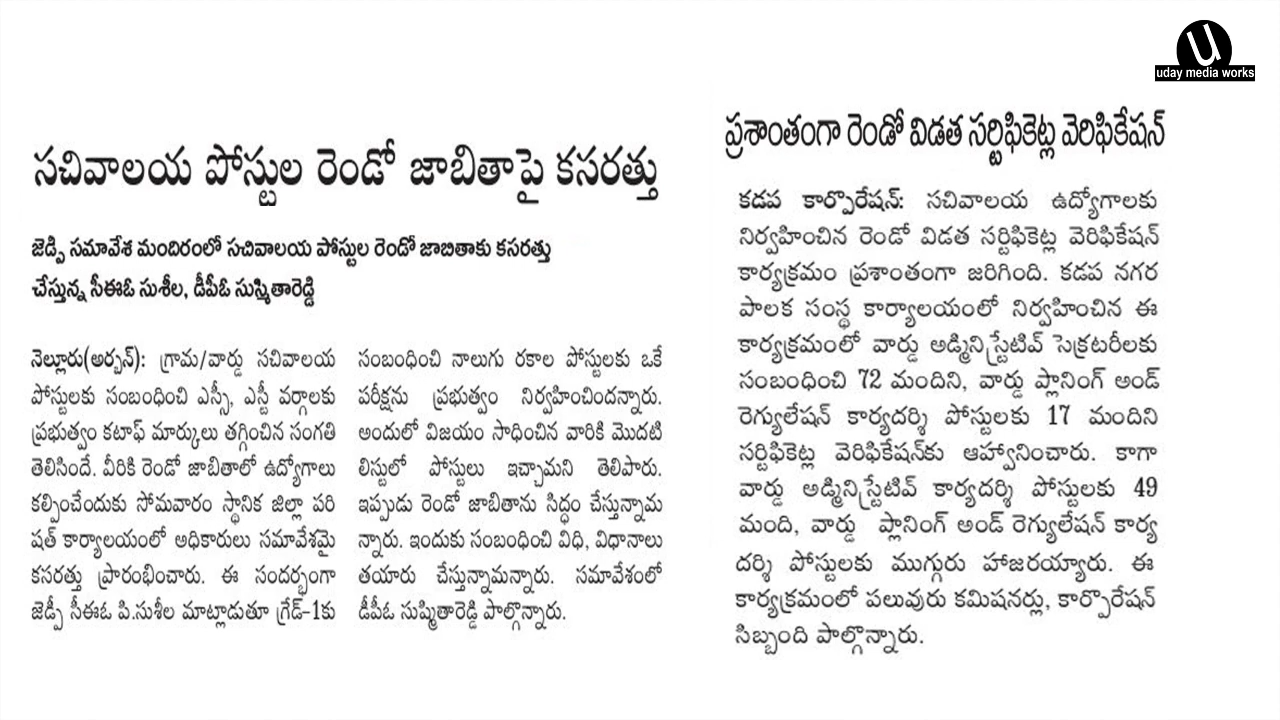 u
uday media works
సచివాలయ పోస్టుల రెండో జాబితాపై కసరత్తు
జెడ్పీ సమావేశ మందిరంలో సచివాలయ పోస్టుల రెండో జాబితాకు కసరత్తు
చేస్తున్న సీఈఓ సుశీల, డీపీఓ సుస్మితారెడ్డి
నెల్లూరు(అర్బన్): గ్రామ/వార్డు సచివాలయ
పోస్టులకు సంబంధించి ఎస్సీ, ఎస్టీ వర్గాలకు
ప్రభుత్వం కటాఫ్ మార్కులు తగ్గించిన సంగతి
తెలిసిందే. వీరికి రెండో జాబితాలో ఉద్యోగాలు
కల్పించేందుకు సోమవారం స్థానిక జిల్లా పరి
షత్ కార్యాలయంలో అధికారులు సమావేశమై
కసరత్తు ప్రారంభించారు. ఈ సందర్భంగా
జెడ్పీ సీఈఓ పి.సుశీల మాట్లాడుతూ గ్రేడ్-1కు
సంబంధించి నాలుగు రకాల పోస్టులకు ఒకే
పరీక్షను ప్రభుత్వం నిర్వహించిందన్నారు.
అందులో విజయం సాధించిన వారికి మొదటి
లిస్టులో పోస్టులు ఇచ్చామని తెలిపారు.
ఇప్పుడు రెండో జాబితాను సిద్ధం చేస్తున్నామ
న్నారు. ఇందుకు సంబంధించి విధి, విధానాలు
తయారు చేస్తున్నామన్నారు. సమావేశంలో
డీపీఓ సుష్మితారెడ్డి పాల్గొన్నారు.
ప్రశాంతంగా రెండో విడత సర్టిఫికెట్ల వెరిఫికేషన్
కడప కార్పొరేషన్: సచివాలయ ఉద్యోగాలకు
నిర్వహించిన రెండో విడత సర్టిఫికెట్ల వెరిఫికేషన్
కార్యక్రమం ప్రశాంతంగా జరిగింది. కడప నగర
పాలక సంస్థ కార్యాలయంలో నిర్వహించిన ఈ
కార్యక్రమంలో వార్డు అడ్మినిస్ట్రేటివ్ సెక్రటరీలకు
సంబంధించి 72 మందిని, వార్డు ప్లానింగ్ అండ్
రెగ్యులేషన్ కార్యదర్శి పోస్టులకు 17 మందిని
సర్టిఫికెట్ల వెరిఫికేషన్‌కు ఆహ్వానించారు. కాగా
వార్డు అడ్మినిస్ట్రేటివ్ కార్యదర్శి పోస్టులకు 49
మంది, వార్డు ప్లానింగ్ అండ్ రెగ్యులేషన్ కార్య
దర్శి పోస్టులకు ముగ్గురు హాజరయ్యారు. ఈ
కార్యక్రమంలో పలువురు కమిషనర్లు, కార్పొరేషన్
సిబ్బంది పాల్గొన్నారు.